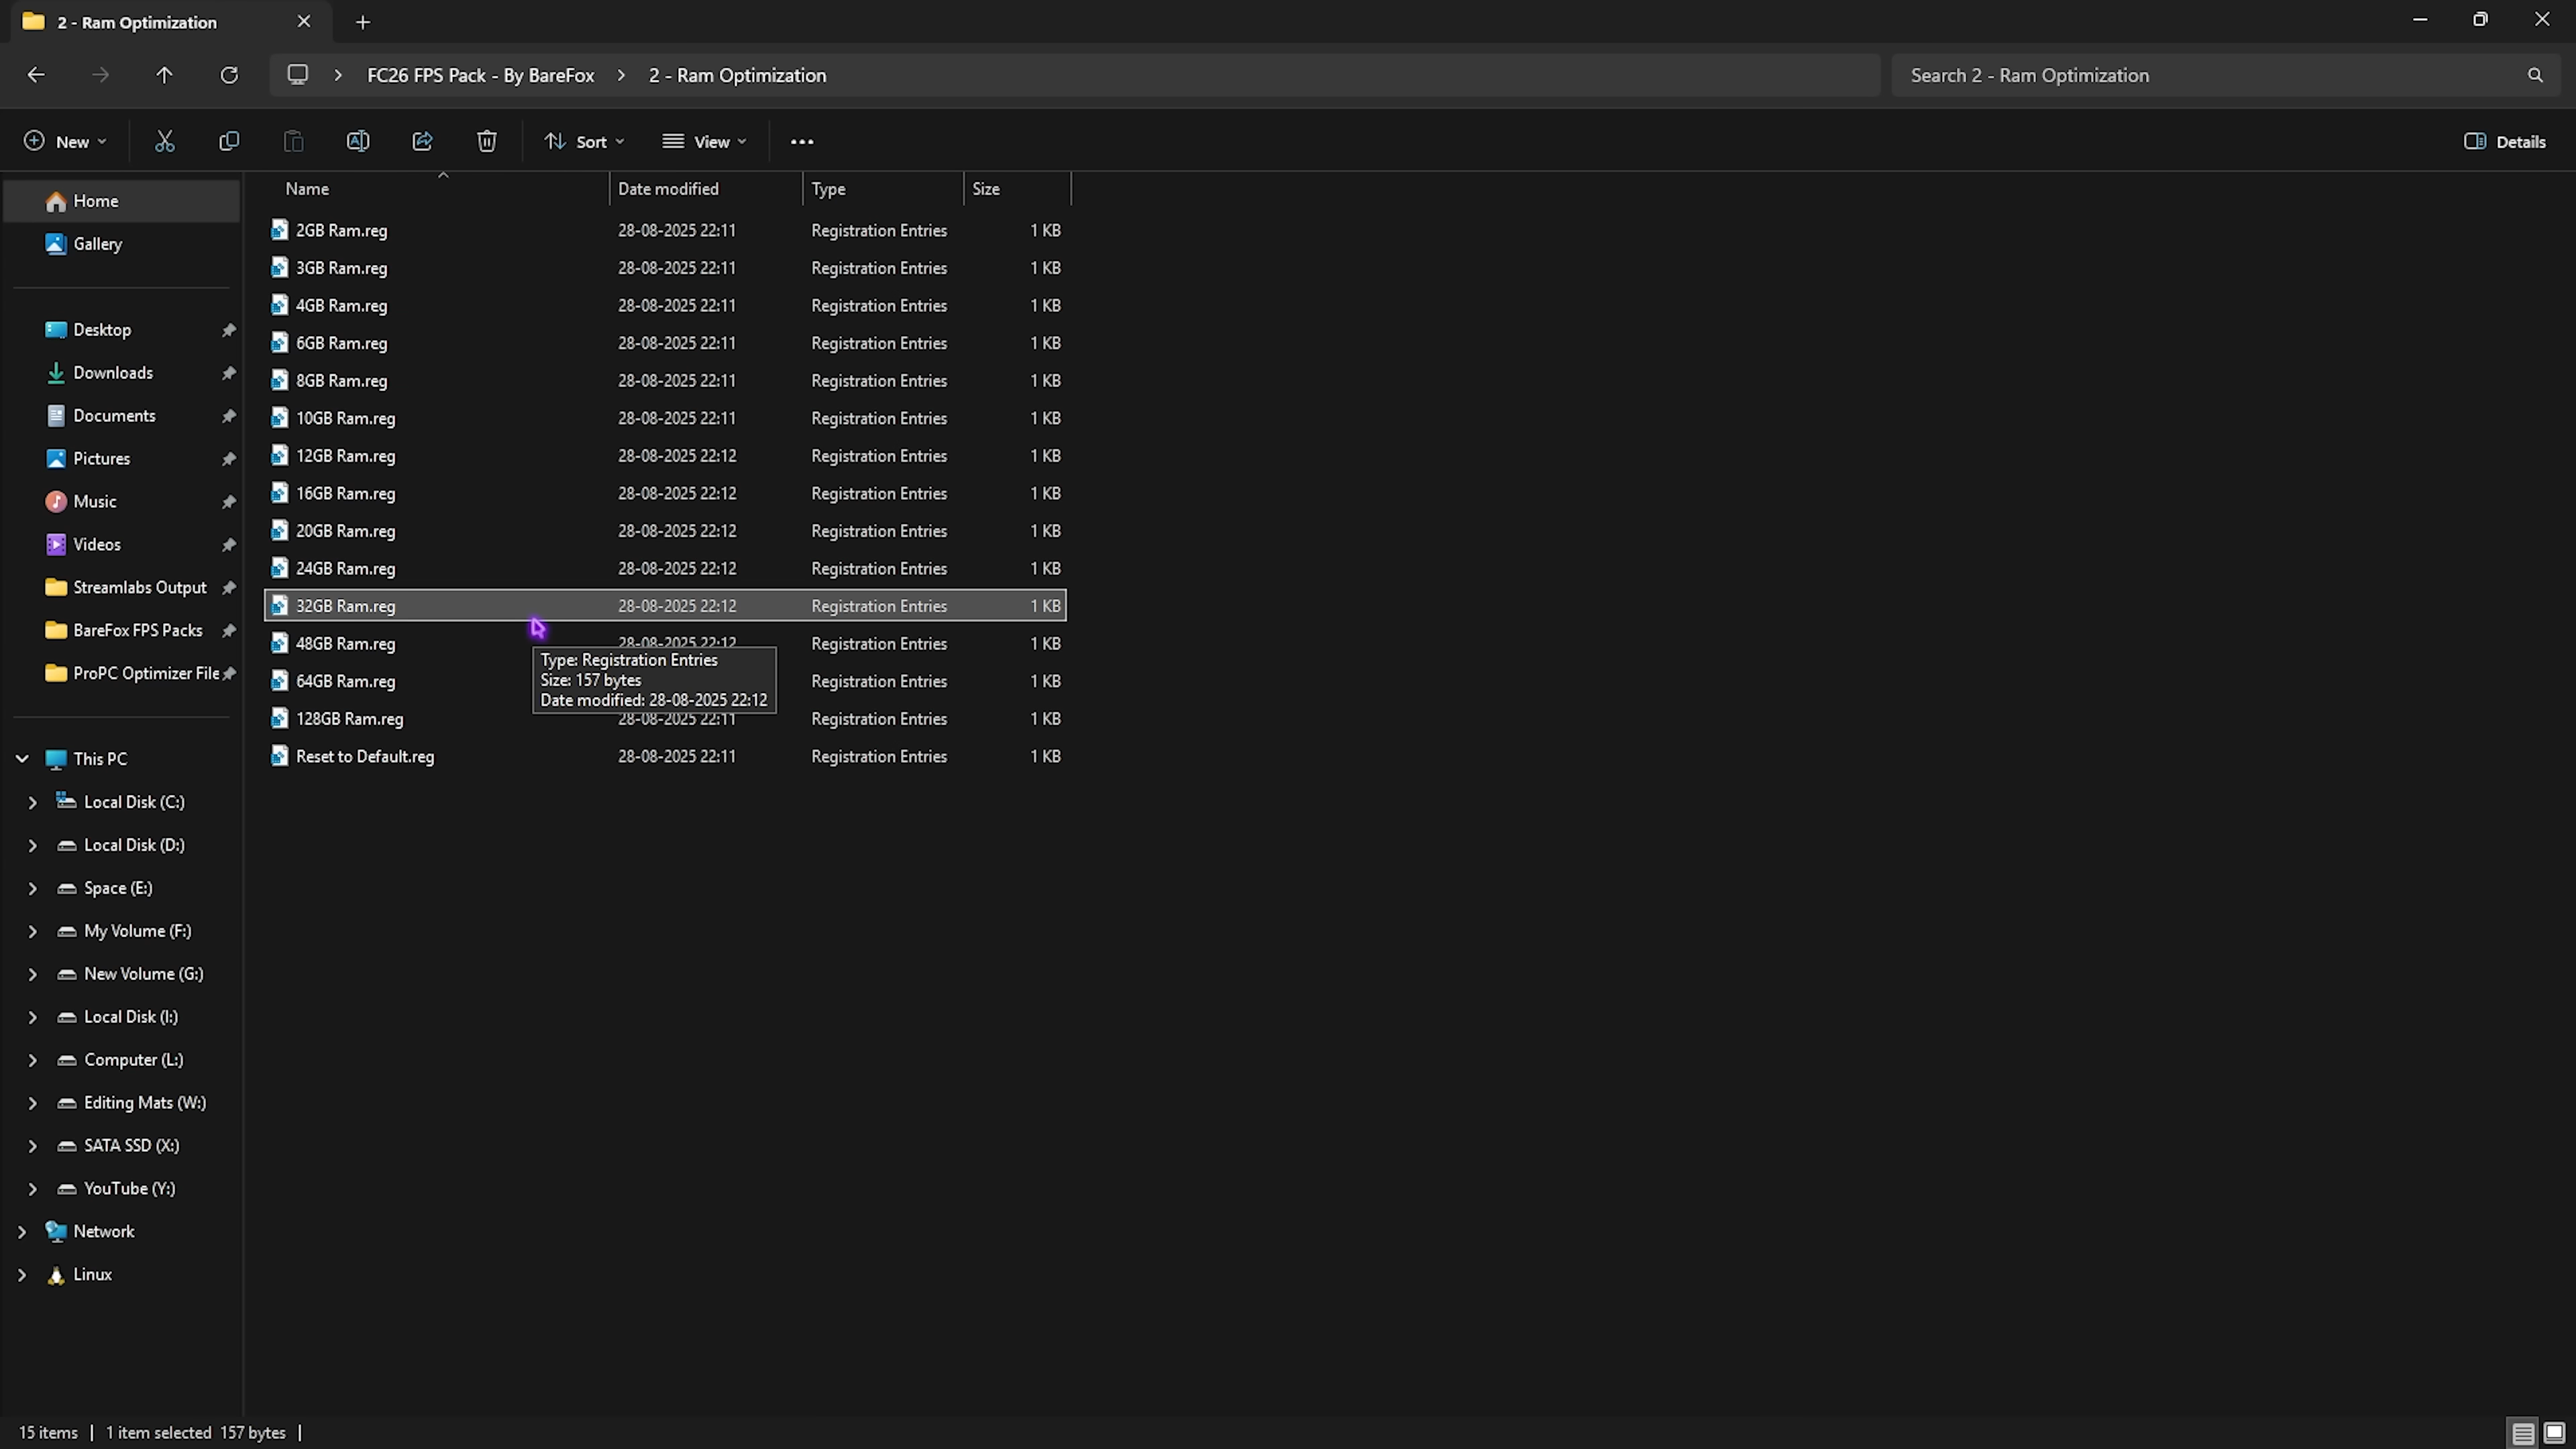 2 - Ram Optimization
FC26 FPS Pack - By BareFox > 2 - Ram Optimization
Search 2 - Ram Optimization
New
Sort
View
Details
Name Date modified Type Size
Home
Gallery
Desktop
Downloads
Documents
Pictures
Music
Videos
Streamlabs Output
BareFox FPS Packs
ProPC Optimizer File
This PC
Local Disk (C:)
Local Disk (D:)
Space (E:)
My Volume (F:)
New Volume (G:)
Local Disk (I:)
Computer (L:)
Editing Mats (W:)
SATA SSD (X:)
YouTube (Y:)
Network
Linux
2GB Ram.reg 28-08-2025 22:11 Registration Entries 1 KB
3GB Ram.reg 28-08-2025 22:11 Registration Entries 1 KB
4GB Ram.reg 28-08-2025 22:11 Registration Entries 1 KB
6GB Ram.reg 28-08-2025 22:11 Registration Entries 1 KB
8GB Ram.reg 28-08-2025 22:11 Registration Entries 1 KB
10GB Ram.reg 28-08-2025 22:11 Registration Entries 1 KB
12GB Ram.reg 28-08-2025 22:12 Registration Entries 1 KB
16GB Ram.reg 28-08-2025 22:12 Registration Entries 1 KB
20GB Ram.reg 28-08-2025 22:12 Registration Entries 1 KB
24GB Ram.reg 28-08-2025 22:12 Registration Entries 1 KB
32GB Ram.reg 28-08-2025 22:12 Registration Entries 1 KB
48GB Ram.reg 28-08-2025 22:12 Registration Entries 1 KB
64GB Ram.reg Registration Entries 1 KB
128GB Ram.reg 28-08-2025 22:11 Registration Entries 1 KB
Reset to Default.reg 28-08-2025 22:11 Registration Entries 1 KB
Type: Registration Entries
Size: 157 bytes
Date modified: 28-08-2025 22:12
15 items | 1 item selected 157 bytes |